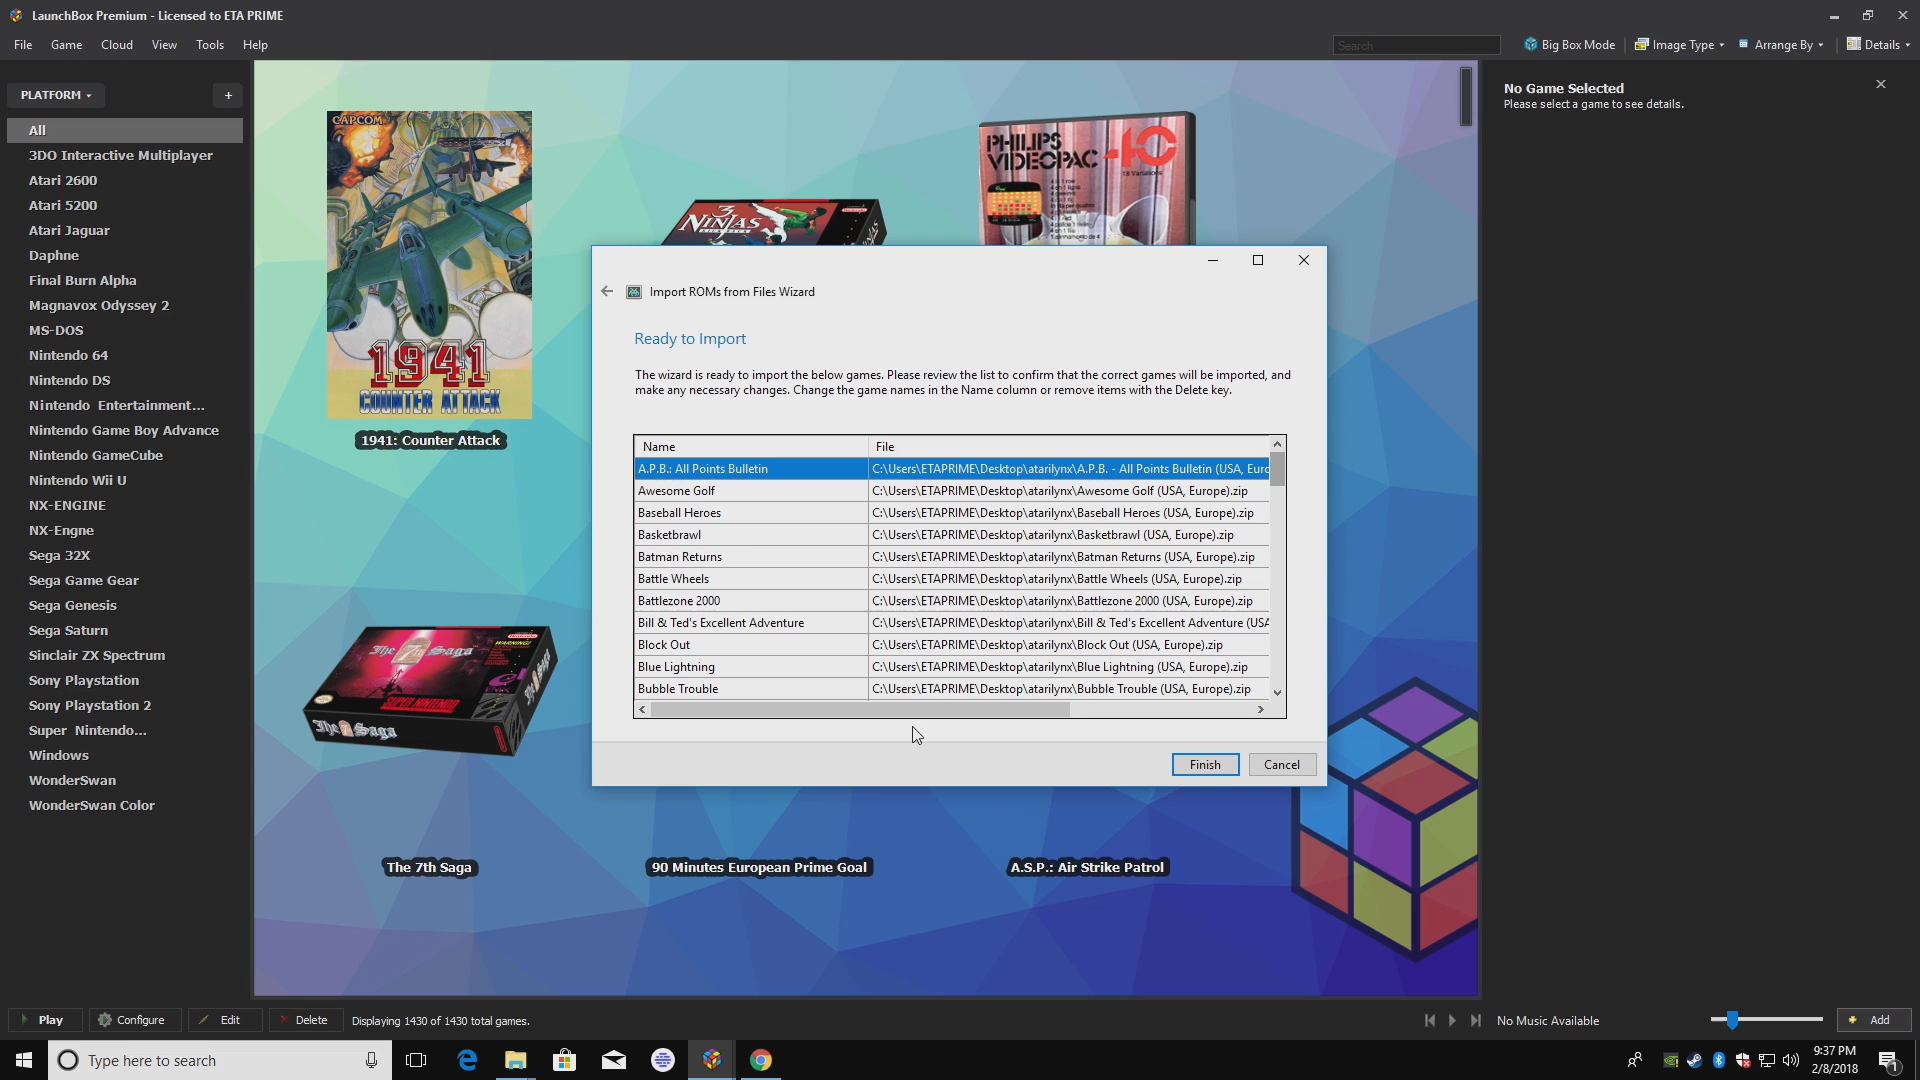 LaunchBox Premium - Licensed to ETA PRIME
File Game Cloud View Tools Help
Search
Big Box Mode
Image Type
Arrange By
Details
PLATFORM
+
All
3DO Interactive Multiplayer
Atari 2600
Atari 5200
Atari Jaguar
Daphne
Final Burn Alpha
Magnavox Odyssey 2
MS-DOS
Nintendo 64
Nintendo DS
Nintendo Entertainment...
Nintendo Game Boy Advance
Nintendo GameCube
Nintendo Wii U
NX-ENGINE
NX-Engne
Sega 32X
Sega Game Gear
Sega Genesis
Sega Saturn
Sinclair ZX Spectrum
Sony Playstation
Sony Playstation 2
Super Nintendo...
Windows
WonderSwan
WonderSwan Color
CAPCOM
1941
COUNTER ATTACK
1941: Counter Attack
3 NINJAS
PHILIPS
VIDEOPAC 40
18 Variations
The 7th Saga
WARNING!
SUPER NINTENDO
The 7th Saga
The 7th Saga
90 Minutes European Prime Goal
A.S.P.: Air Strike Patrol
Import ROMs from Files Wizard
Ready to Import
The wizard is ready to import the below games. Please review the list to confirm that the correct games will be imported, and
make any necessary changes. Change the game names in the Name column or remove items with the Delete key.
Name File
A.P.B.: All Points Bulletin C:\Users\ETAPRIME\Desktop\atarilynx\A.P.B. - All Points Bulletin (USA, Euro
Awesome Golf C:\Users\ETAPRIME\Desktop\atarilynx\Awesome Golf (USA, Europe).zip
Baseball Heroes C:\Users\ETAPRIME\Desktop\atarilynx\Baseball Heroes (USA, Europe).zip
Basketbrawl C:\Users\ETAPRIME\Desktop\atarilynx\Basketbrawl (USA, Europe).zip
Batman Returns C:\Users\ETAPRIME\Desktop\atarilynx\Batman Returns (USA, Europe).zip
Battle Wheels C:\Users\ETAPRIME\Desktop\atarilynx\Battle Wheels (USA, Europe).zip
Battlezone 2000 C:\Users\ETAPRIME\Desktop\atarilynx\Battlezone 2000 (USA, Europe).zip
Bill & Ted's Excellent Adventure C:\Users\ETAPRIME\Desktop\atarilynx\Bill & Ted's Excellent Adventure (USA
Block Out C:\Users\ETAPRIME\Desktop\atarilynx\Block Out (USA, Europe).zip
Blue Lightning C:\Users\ETAPRIME\Desktop\atarilynx\Blue Lightning (USA, Europe).zip
Bubble Trouble C:\Users\ETAPRIME\Desktop\atarilynx\Bubble Trouble (USA, Europe).zip
Finish Cancel
No Game Selected
Please select a game to see details.
Play Configure Edit Delete Displaying 1430 of 1430 total games.
No Music Available
Add
Type here to search
9:37 PM
2/8/2018
1